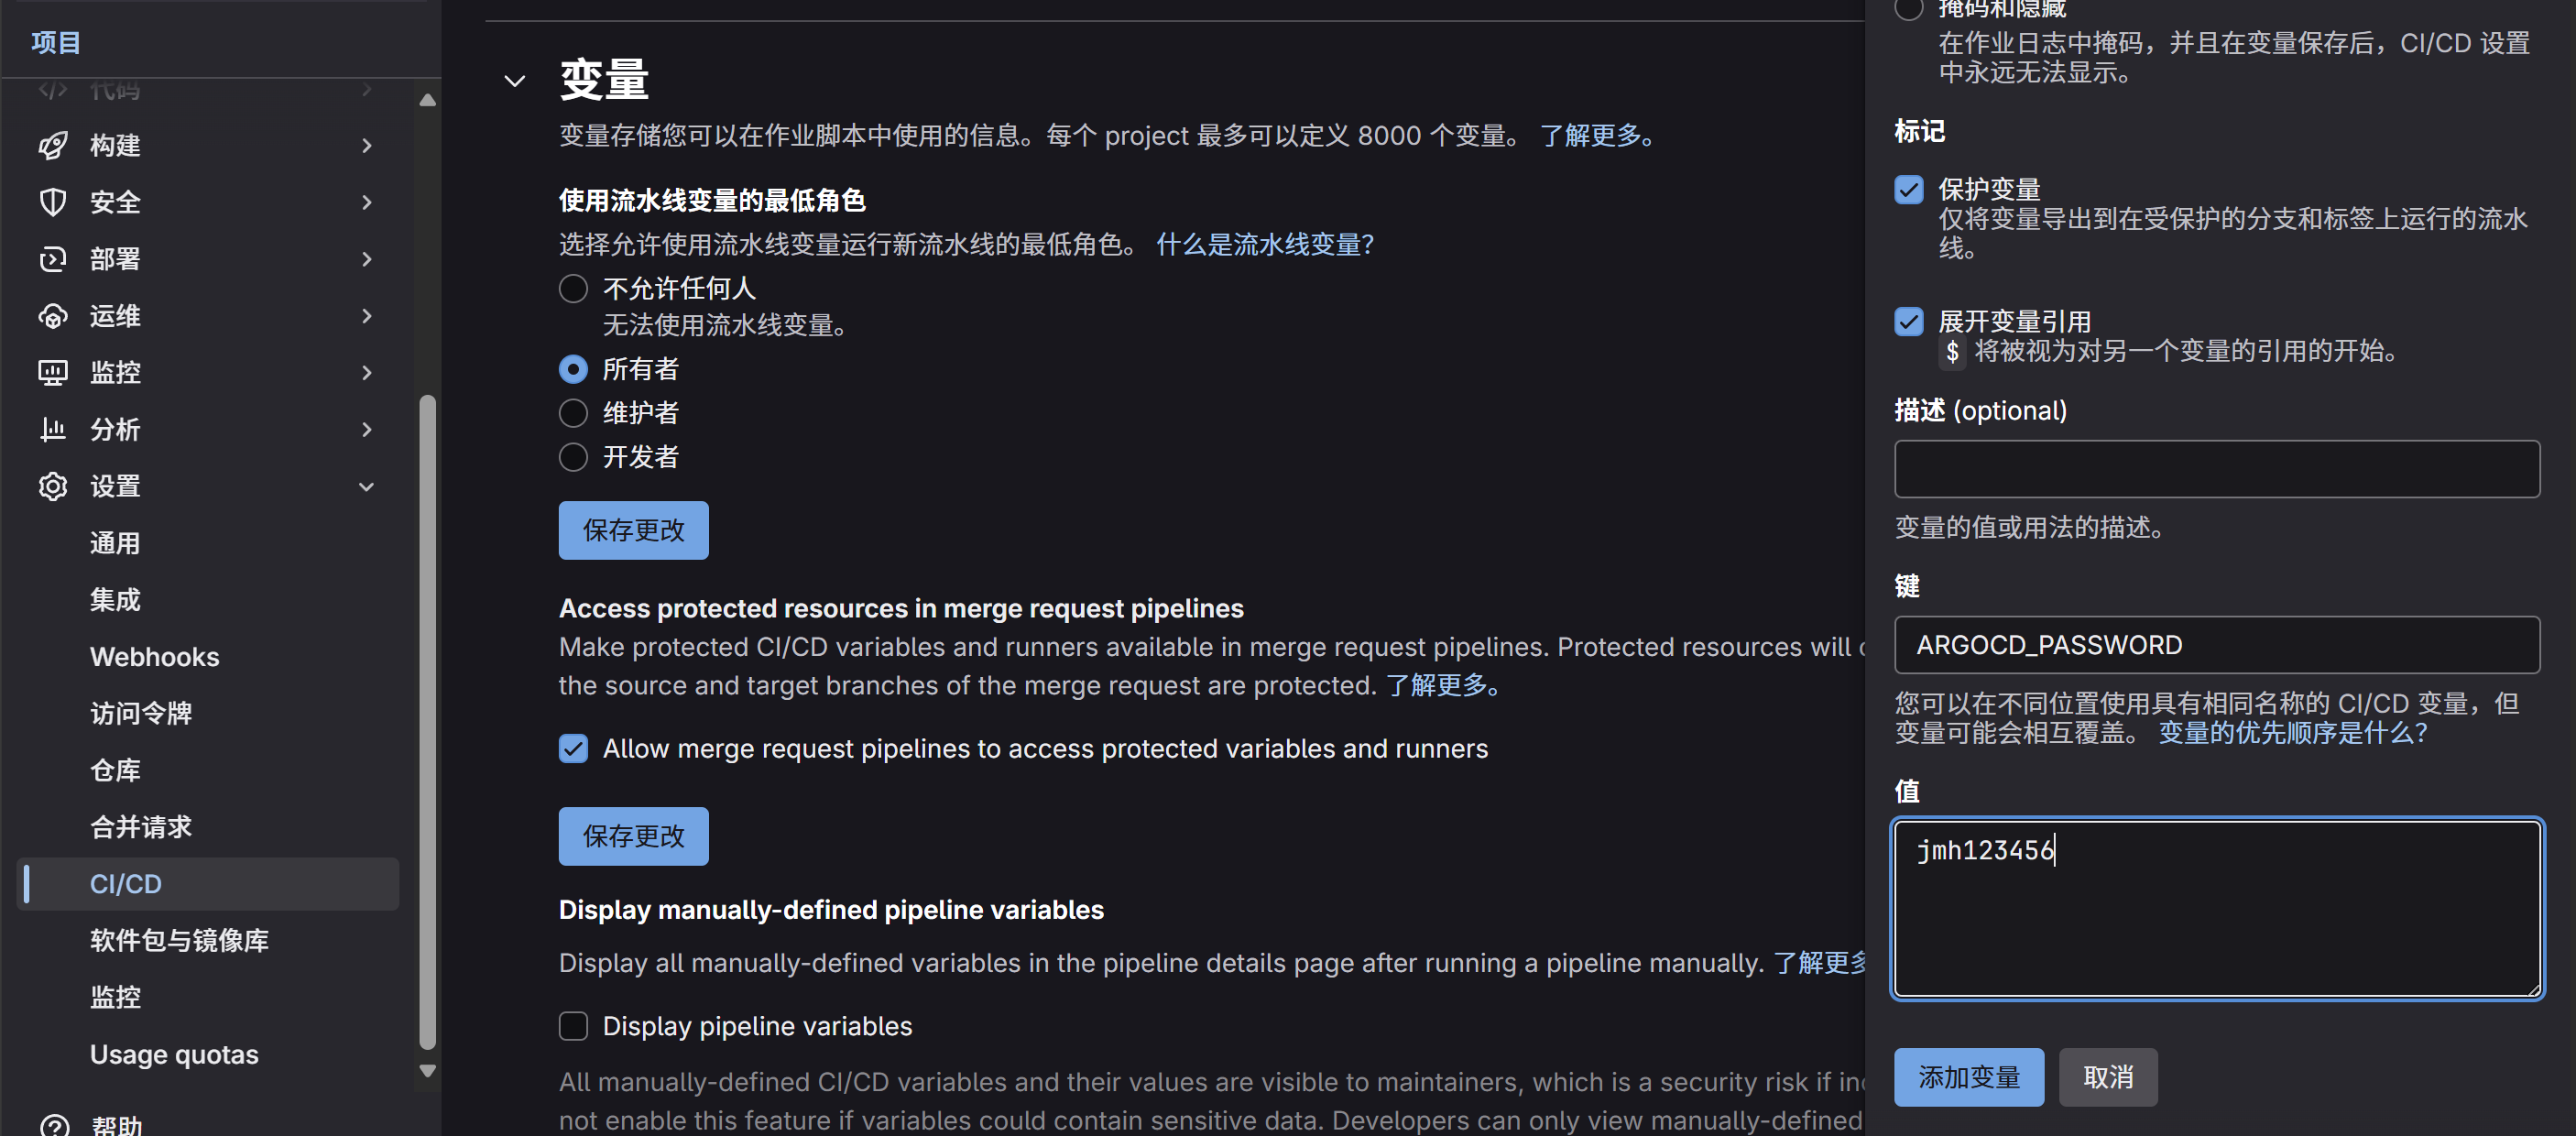 项目
代码
构建
安全
部署
运维
监控
分析
设置
通用
集成
Webhooks
访问令牌
仓库
合并请求
CI/CD
软件包与镜像库
监控
Usage quotas
帮助
变量
变量存储您可以在作业脚本中使用的信息。每个 project 最多可以定义 8000 个变量。 了解更多。
使用流水线变量的最低角色
选择允许使用流水线变量运行新流水线的最低角色。 什么是流水线变量？
不允许任何人
无法使用流水线变量。
所有者
维护者
开发者
保存更改
Access protected resources in merge request pipelines
Make protected CI/CD variables and runners available in merge request pipelines. Protected resources will
the source and target branches of the merge request are protected. 了解更多。
Allow merge request pipelines to access protected variables and runners
保存更改
Display manually-defined pipeline variables
Display all manually-defined variables in the pipeline details page after running a pipeline manually. 了解更多
Display pipeline variables
All manually-defined CI/CD variables and their values are visible to maintainers, which is a security risk if
not enable this feature if variables could contain sensitive data. Developers can only view manually-defined
掩码和隐藏
在作业日志中掩码，并且在变量保存后，CI/CD 设置
中永远无法显示。
标记
保护变量
仅将变量导出到在受保护的分支和标签上运行的流水
线。
展开变量引用
$ 将被视为对另一个变量的引用的开始。
描述 (optional)
变量的值或用法的描述。
键
ARGOCD_PASSWORD
您可以在不同位置使用具有相同名称的 CI/CD 变量，但
变量可能会相互覆盖。 变量的优先顺序是什么？
值
jmh123456
添加变量
取消